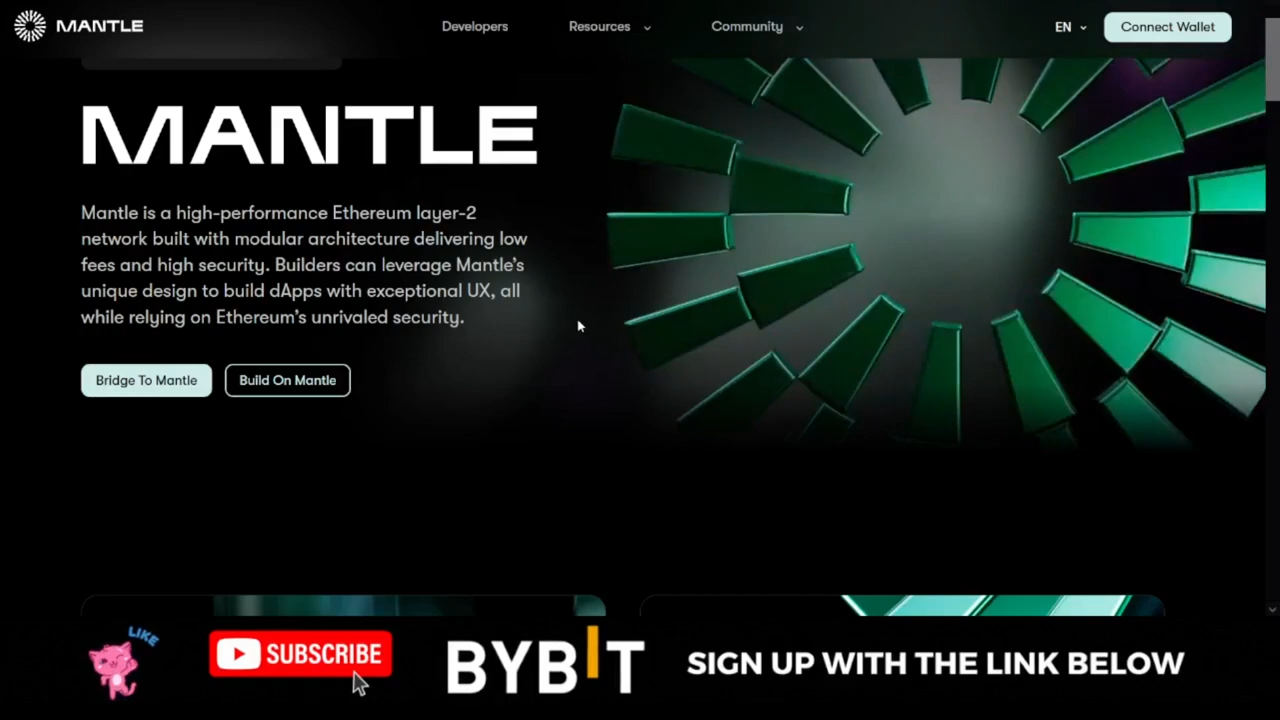 MANTLE
Developers
Resources
Community
EN
Connect Wallet
MANTLE
Mantle is a high-performance Ethereum layer-2
network built with modular architecture delivering low
fees and high security. Builders can leverage Mantle’s
unique design to build dApps with exceptional UX, all
while relying on Ethereum’s unrivaled security.
Bridge To Mantle
Build On Mantle
LIKE
SUBSCRIBE
BYBIT
SIGN UP WITH THE LINK BELOW